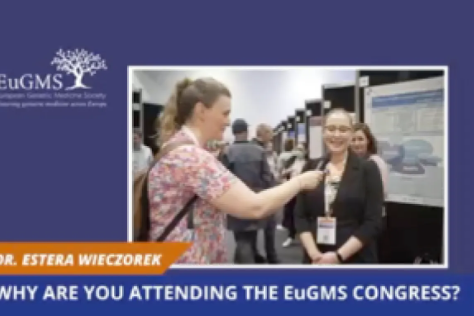 EuGMS
European Geriatric Medicine Society
DR. ESTERA WIECZOREK
WHY ARE YOU ATTENDING THE EuGMS CONGRESS?